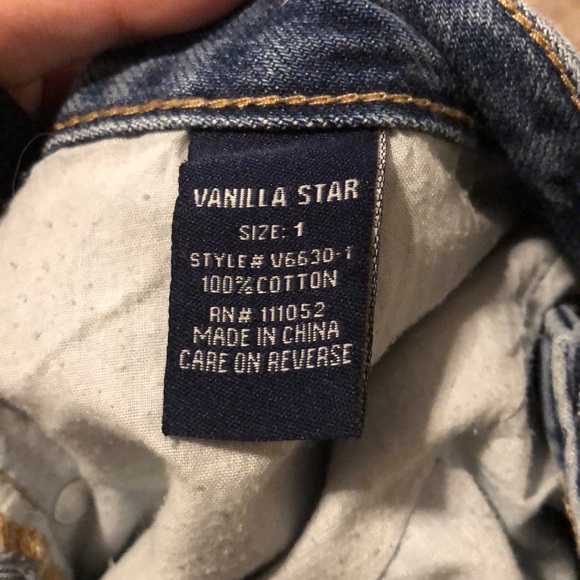 VANILLA STAR
SIZE: 1
STYLE# V6630-1
100%COTTON
RN# 111052
MADE IN CHINA
CARE ON REVERSE